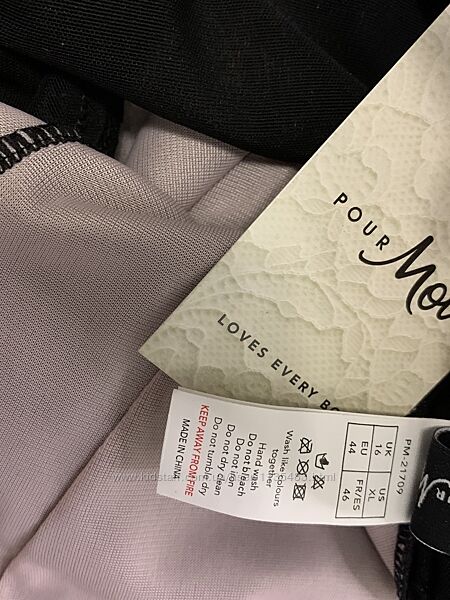 POUR
Moi
LOVES EVERY BO
PM-21709
UK US
16 XL
EU FR/ES
44 46
Wash like colours
together
Hand wash
Do not bleach
Do not iron
Do not dry clean
Do not tumble dry
KEEP AWAY FROM FIRE
MADE IN CHINA